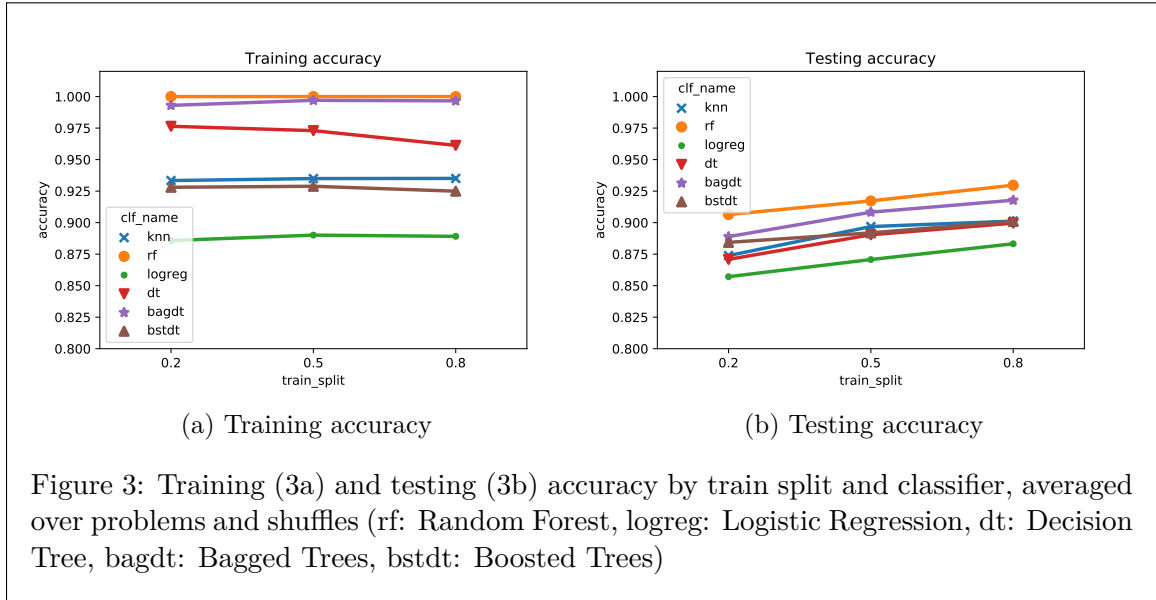 Training accuracy
1.000
0.975
0.950
0.925
0.900
0.875
0.850
0.825
0.800
accuracy
clf_name
knn
rf
logreg
dt
bagdt
bstdt
0.2
0.5
0.8
train_split
Testing accuracy
1.000
0.975
0.950
0.925
0.900
0.875
0.850
0.825
0.800
accuracy
clf_name
knn
rf
logreg
dt
bagdt
bstdt
0.2
0.5
0.8
train_split
(a) Training accuracy
(b) Testing accuracy
Figure 3: Training (3a) and testing (3b) accuracy by train split and classifier, averaged
over problems and shuffles (rf: Random Forest, logreg: Logistic Regression, dt: Decision
Tree, bagdt: Bagged Trees, bstdt: Boosted Trees)